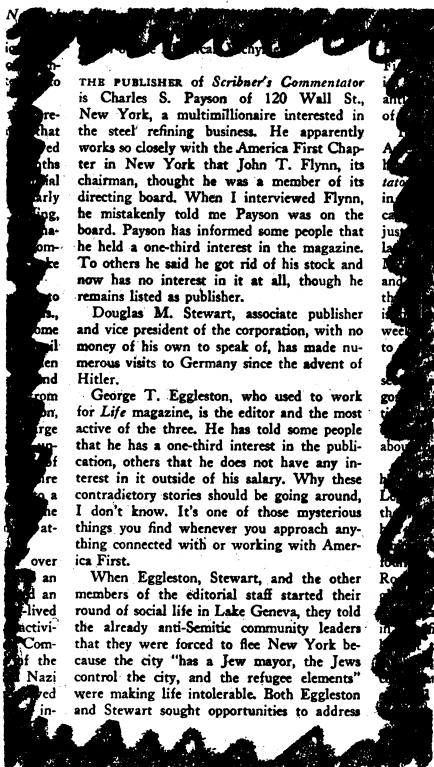 THE PUBLISHER of Scribner's Commentator
is Charles S. Payson of 120 Wall St.,
New York, a multimillionaire interested in
the steel refining business. He apparently
works so closely with the America First Chap-
ter in New York that John T. Flynn, its
chairman, thought he was a member of its
directing board. When I interviewed Flynn,
he mistakenly told me Payson was on the
board. Payson has informed some people that
he held a one-third interest in the magazine.
To others he said he got rid of his stock and
now has no interest in it at all, though he
remains listed as publisher.
Douglas M. Stewart, associate publisher
and vice president of the corporation, with no
money of his own to speak of, has made nu-
merous visits to Germany since the advent of
Hitler.
George T. Eggleston, who used to work
for Life magazine, is the editor and the most
active of the three. He has told some people
that he has a one-third interest in the publi-
cation, others that he does not have any in-
terest in it outside of his salary. Why these
contradictory stories should be going around,
I don't know. It's one of those mysterious
things you find whenever you approach any-
thing connected with or working with Amer-
ica First.
When Eggleston, Stewart, and the other
members of the editorial staff started their
round of social life in Lake Geneva, they told
the already anti-Semitic community leaders
that they were forced to flee New York be-
cause the city "has a Jew mayor, the Jews
control the city, and the refugee elements"
were making life intolerable. Both Eggleston
and Stewart sought opportunities to address